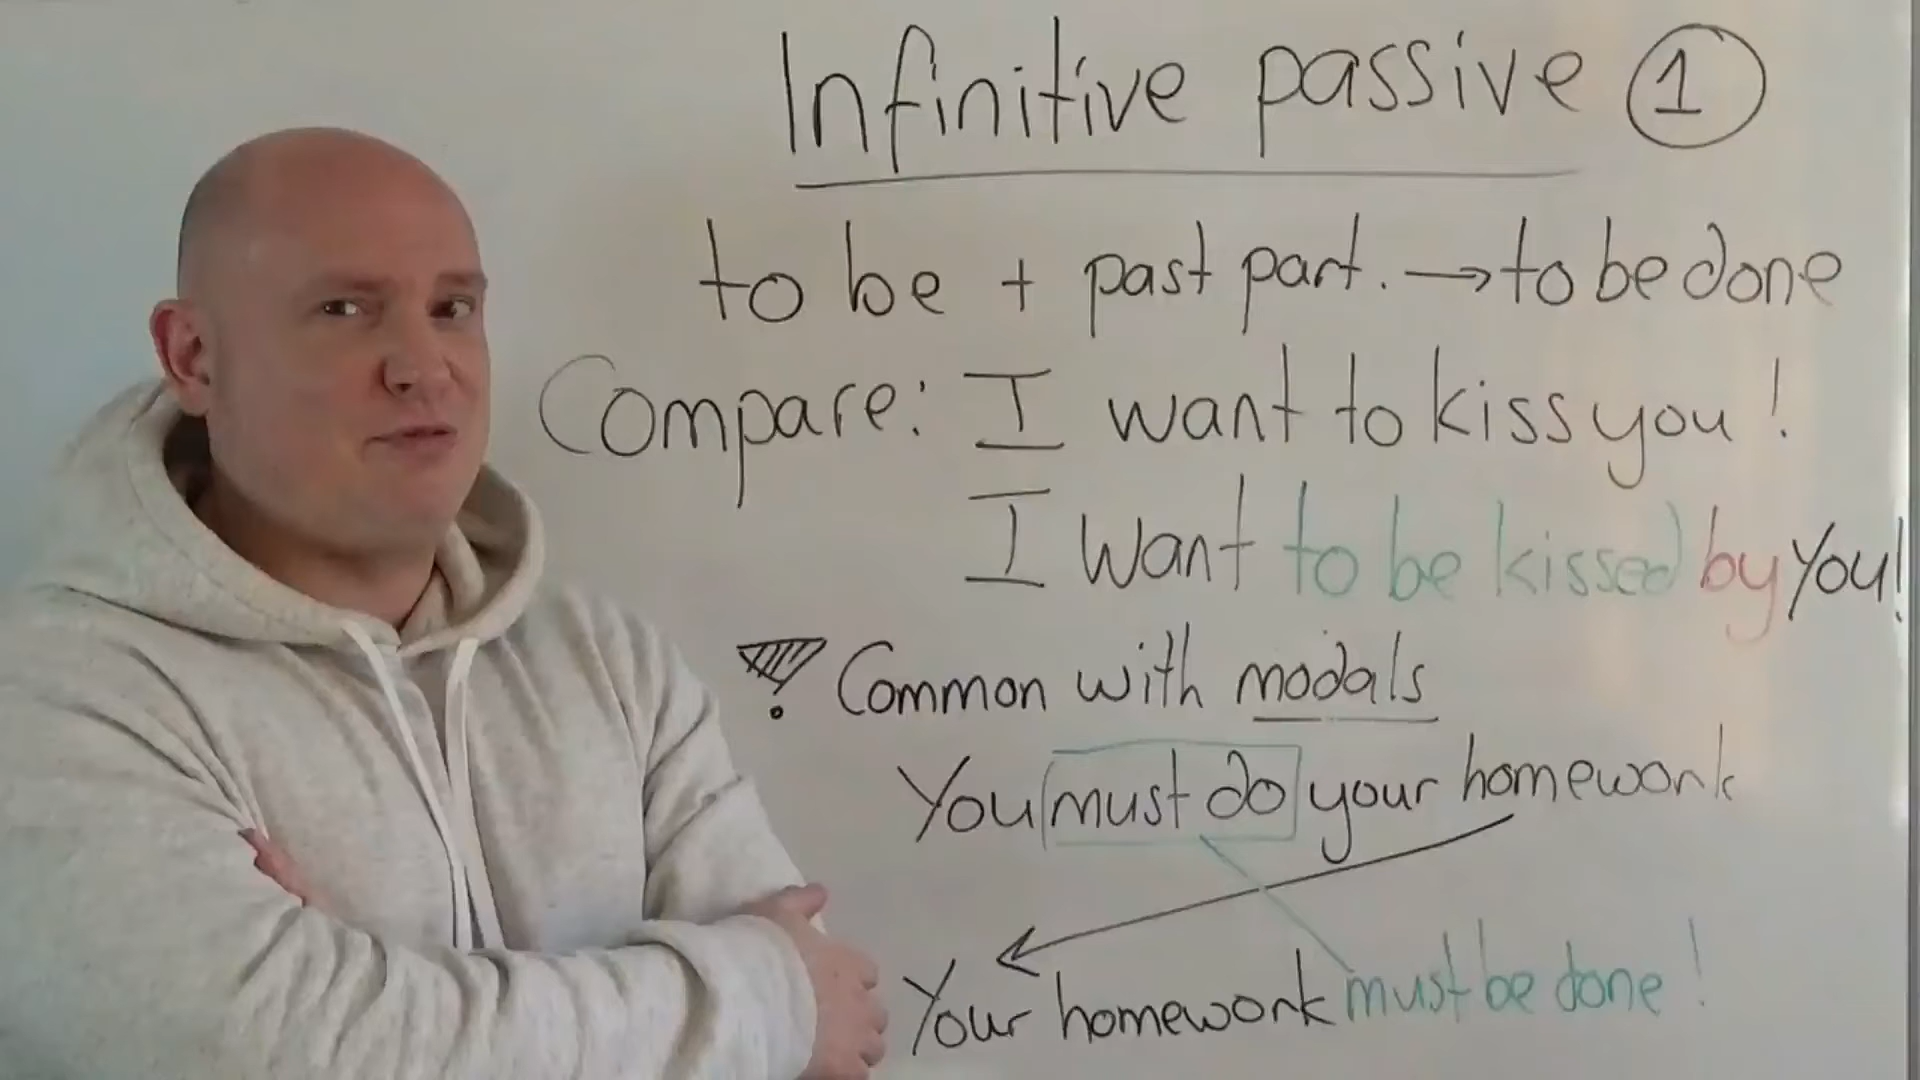 Infinitive passive 1
to be + past part. → to be done
Compare: I want to kiss you!
I want to be kissed by you!
! Common with modals
You must do your homework
Your homework must be done!